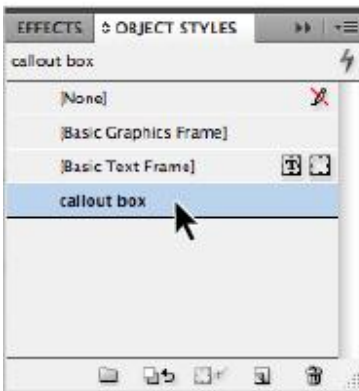 EFFECTS OBJECT STYLES
callout box
[None]
[Basic Graphics Frame]
[Basic Text Frame]
callout box